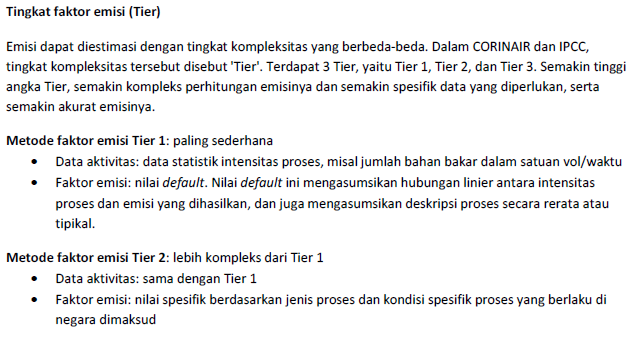 Tingkat faktor emisi (Tier)
Emisi dapat diestimasi dengan tingkat kompleksitas yang berbeda-beda. Dalam CORINAIR dan IPCC,
tingkat kompleksitas tersebut disebut 'Tier'. Terdapat 3 Tier, yaitu Tier 1, Tier 2, dan Tier 3. Semakin tinggi
angka Tier, semakin kompleks perhitungan emisinya dan semakin spesifik data yang diperlukan, serta
semakin akurat emisinya.
Metode faktor emisi Tier 1: paling sederhana
• Data aktivitas: data statistik intensitas proses, misal jumlah bahan bakar dalam satuan vol/waktu
• Faktor emisi: nilai default. Nilai default ini mengasumsikan hubungan linier antara intensitas
proses dan emisi yang dihasilkan, dan juga mengasumsikan deskripsi proses secara rerata atau
tipikal.
Metode faktor emisi Tier 2: lebih kompleks dari Tier 1
• Data aktivitas: sama dengan Tier 1
• Faktor emisi: nilai spesifik berdasarkan jenis proses dan kondisi spesifik proses yang berlaku di
negara dimaksud